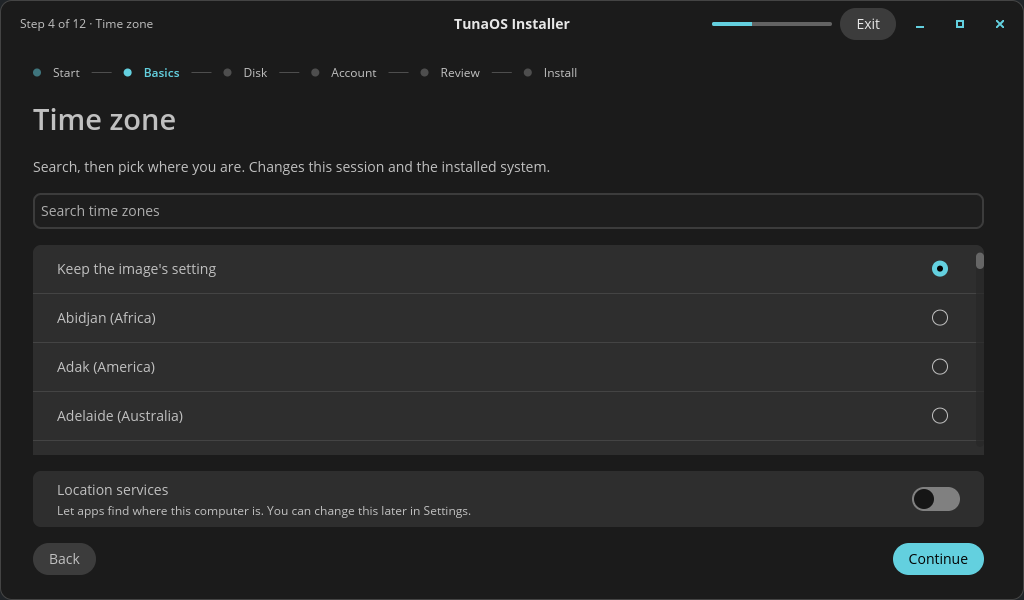 Step 4 of 12 · Time zone
TunaOS Installer
Exit
Start
Basics
Disk
Account
Review
Install
Time zone
Search, then pick where you are. Changes this session and the installed system.
Search time zones
Keep the image's setting
Abidjan (Africa)
Adak (America)
Adelaide (Australia)
Location services
Let apps find where this computer is. You can change this later in Settings.
Back
Continue